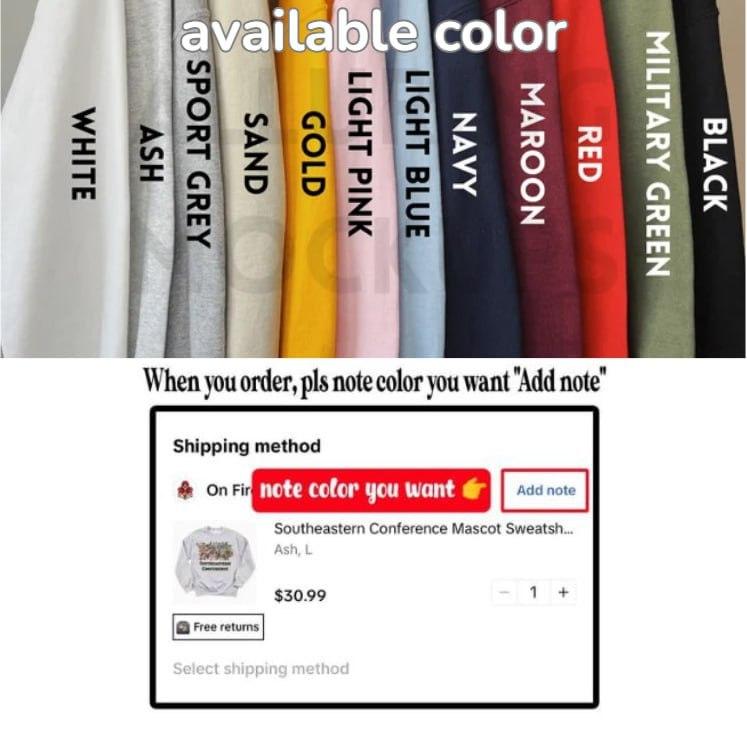 available color
WHITE
ASH
SPORT GREY
SAND
GOLD
LIGHT PINK
LIGHT BLUE
NAVY
MAROON
RED
MILITARY GREEN
BLACK
When you order, pls note color you want "Add note"
Shipping method
On Fir
note color you want 👉
Add note
Southeastern Conference Mascot Sweatsh...
Ash, L
$30.99
− 1 +
Free returns
Select shipping method